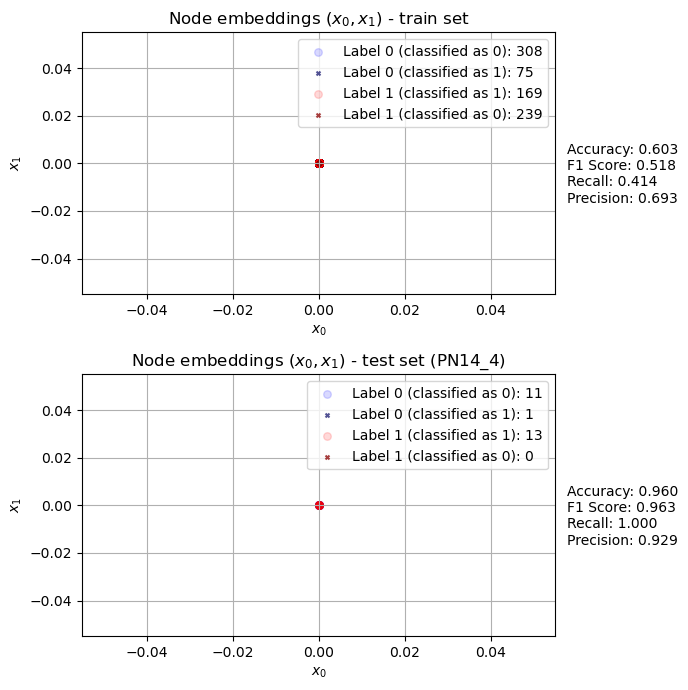 Node embeddings (x₀, x₁) - train set
Label 0 (classified as 0): 308
Label 0 (classified as 1): 75
Label 1 (classified as 1): 169
Label 1 (classified as 0): 239
0.04
0.02
0.00
−0.02
−0.04
x₁
−0.04 −0.02 0.00 0.02 0.04
x₀
Accuracy: 0.603
F1 Score: 0.518
Recall: 0.414
Precision: 0.693
Node embeddings (x₀, x₁) - test set (PN14_4)
Label 0 (classified as 0): 11
Label 0 (classified as 1): 1
Label 1 (classified as 1): 13
Label 1 (classified as 0): 0
0.04
0.02
0.00
−0.02
−0.04
x₁
−0.04 −0.02 0.00 0.02 0.04
x₀
Accuracy: 0.960
F1 Score: 0.963
Recall: 1.000
Precision: 0.929